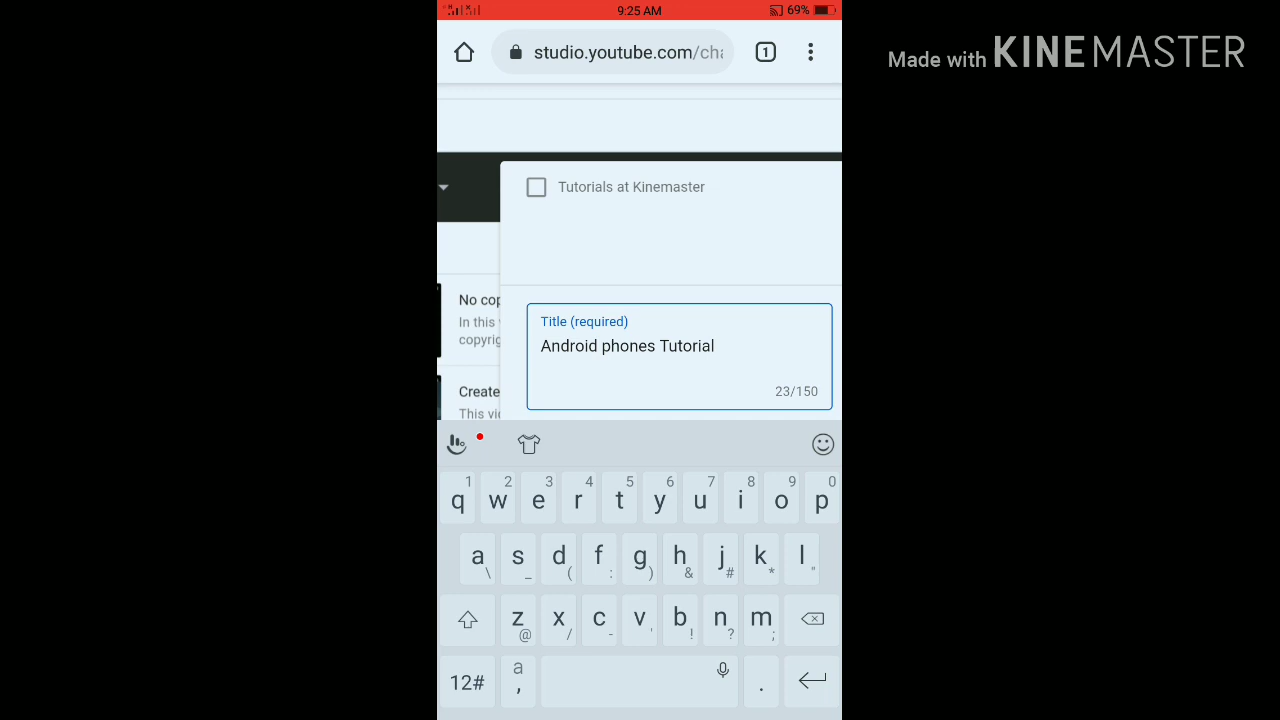 9:25 AM
69%
Made with KINEMASTER
studio.youtube.com/cha
1
Tutorials at Kinemaster
No cop
In this
copyrig
Title (required)
Android phones Tutorial
23/150
Create
This vi
1 2 3 4 5 6 7 8 9 0
q w e r t y u i o p
a s d f g h j k l
\ _ ( : ) & # * "
z x c v b n m
@ / - ' ! ? ;
12# a , .